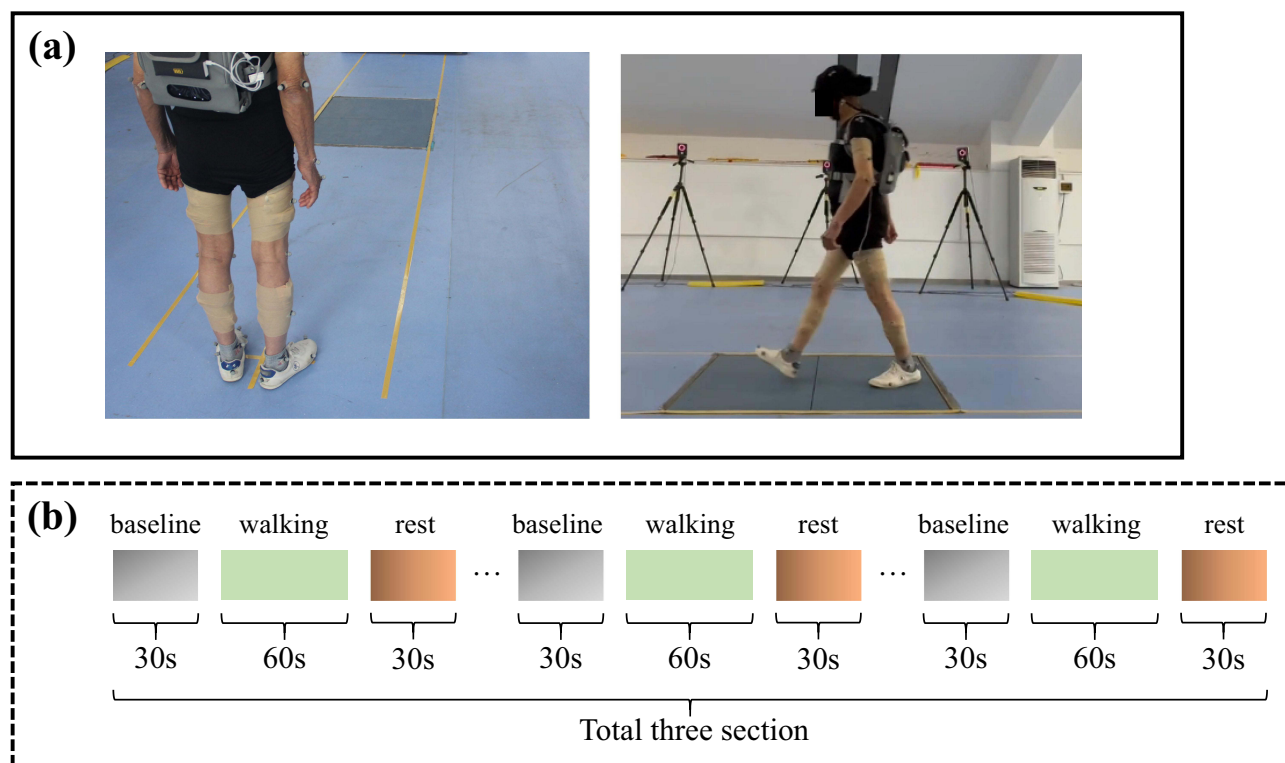 (a)
(b)
baseline walking rest baseline walking rest baseline walking rest
... ...
30s 60s 30s 30s 60s 30s 30s 60s 30s
Total three section